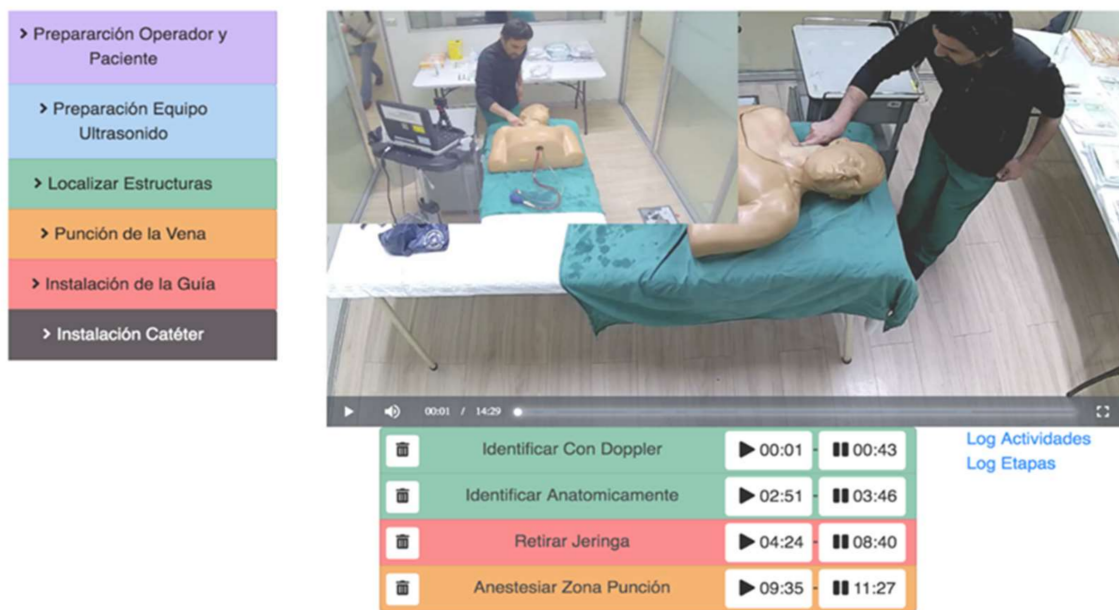 Prepararción Operador y
Paciente
Preparación Equipo
Ultrasonido
Localizar Estructuras
Punción de la Vena
Instalación de la Guía
Instalación Catéter
00:01 / 14:29
Identificar Con Doppler 00:01 - 00:43
Identificar Anatomicamente 02:51 - 03:46
Retirar Jeringa 04:24 - 08:40
Anestesiar Zona Punción 09:35 - 11:27
Log Actividades
Log Etapas